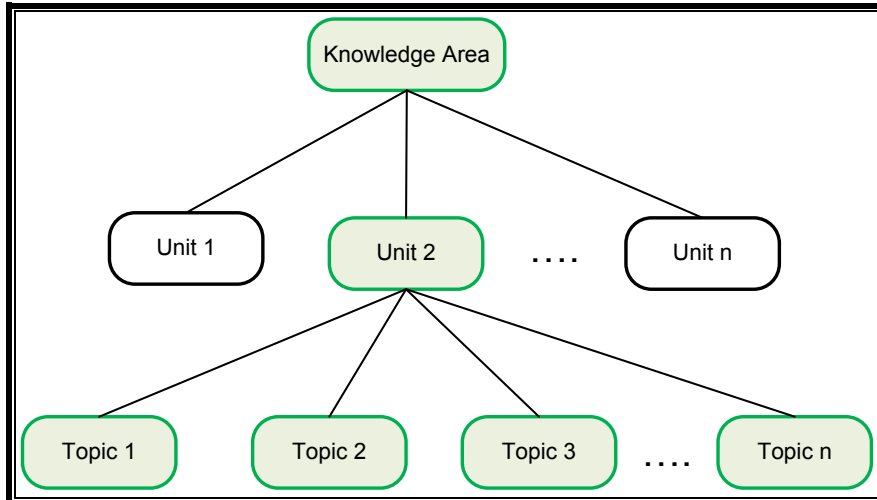 Knowledge Area
Unit 1
Unit 2
. . . .
Unit n
Topic 1
Topic 2
Topic 3
. . . .
Topic n